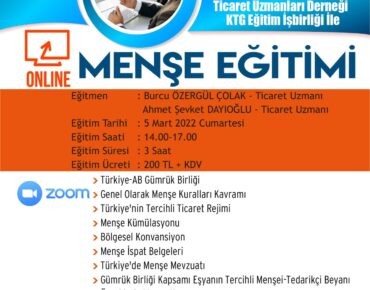 Ticaret Uzmanları Derneği
KTG Eğitim İşbirliği İle
ONLINE
MENŞE EĞİTİMİ
Eğitmen : Burcu ÖZERGÜL ÇOLAK - Ticaret Uzmanı
Ahmet Şevket DAYIOĞLU - Ticaret Uzmanı
Eğitim Tarihi : 5 Mart 2022 Cumartesi
Eğitim Saati : 14.00-17.00
Eğitim Süresi : 3 Saat
Eğitim Ücreti : 200 TL + KDV
zoom
Türkiye-AB Gümrük Birliği
Genel Olarak Menşe Kuralları Kavramı
Türkiye'nin Tercihli Ticaret Rejimi
Menşe Kümülasyonu
Bölgesel Konvansiyon
Menşe İspat Belgeleri
Türkiye'de Menşe Mevzuatı
Gümrük Birliği Kapsamı Eşyanın Tercihli Menşei-Tedarikçi Beyanı